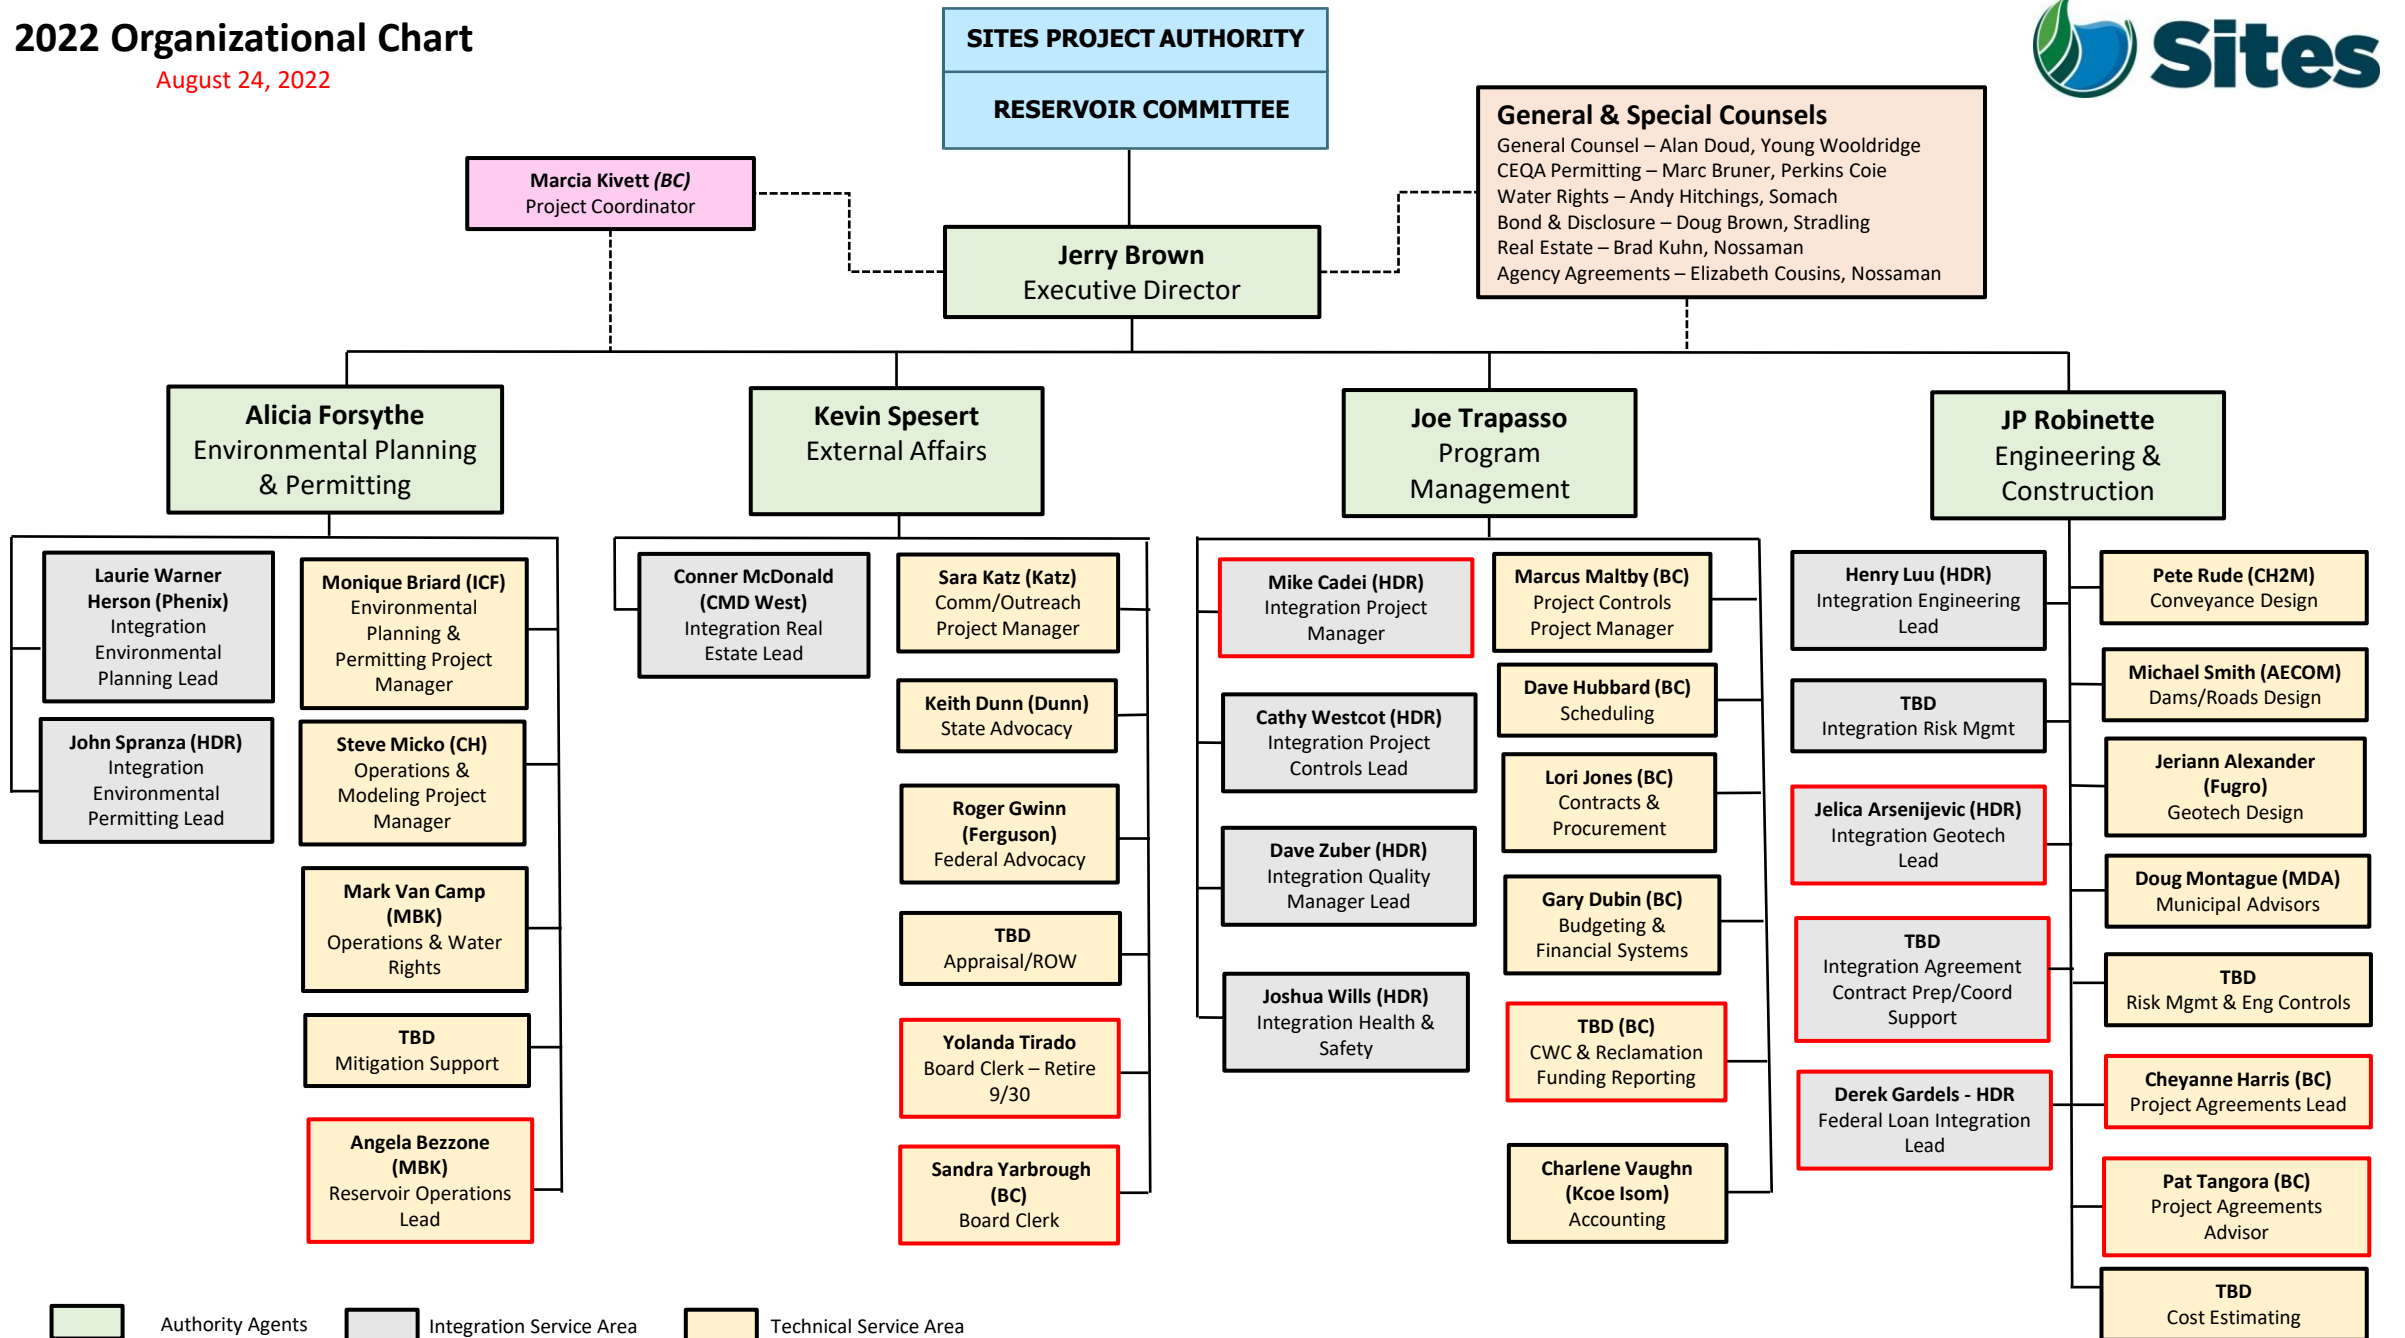 2022 Organizational Chart
August 24, 2022
SITES PROJECT AUTHORITY
RESERVOIR COMMITTEE
Sites
General & Special Counsels
General Counsel – Alan Doud, Young Wooldridge
CEQA Permitting – Marc Bruner, Perkins Coie
Water Rights – Andy Hitchings, Somach
Bond & Disclosure – Doug Brown, Stradling
Real Estate – Brad Kuhn, Nossaman
Agency Agreements – Elizabeth Cousins, Nossaman
Marcia Kivett (BC)
Project Coordinator
Jerry Brown
Executive Director
Alicia Forsythe
Environmental Planning
& Permitting
Kevin Spesert
External Affairs
Joe Trapasso
Program
Management
JP Robinette
Engineering &
Construction
Laurie Warner
Herson (Phenix)
Integration
Environmental
Planning Lead
John Spranza (HDR)
Integration
Environmental
Permitting Lead
Monique Briard (ICF)
Environmental
Planning &
Permitting Project
Manager
Steve Micko (CH)
Operations &
Modeling Project
Manager
Mark Van Camp
(MBK)
Operations & Water
Rights
TBD
Mitigation Support
Angela Bezzone
(MBK)
Reservoir Operations
Lead
Conner McDonald
(CMD West)
Integration Real
Estate Lead
Sara Katz (Katz)
Comm/Outreach
Project Manager
Keith Dunn (Dunn)
State Advocacy
Roger Gwinn
(Ferguson)
Federal Advocacy
TBD
Appraisal/ROW
Yolanda Tirado
Board Clerk – Retire
9/30
Sandra Yarbrough
(BC)
Board Clerk
Mike Cadei (HDR)
Integration Project
Manager
Cathy Westcot (HDR)
Integration Project
Controls Lead
Dave Zuber (HDR)
Integration Quality
Manager Lead
Joshua Wills (HDR)
Integration Health &
Safety
Marcus Maltby (BC)
Project Controls
Project Manager
Dave Hubbard (BC)
Scheduling
Lori Jones (BC)
Contracts &
Procurement
Gary Dubin (BC)
Budgeting &
Financial Systems
TBD (BC)
CWC & Reclamation
Funding Reporting
Charlene Vaughn
(Kcoe Isom)
Accounting
Henry Luu (HDR)
Integration Engineering
Lead
TBD
Integration Risk Mgmt
Jelica Arsenijevic (HDR)
Integration Geotech
Lead
TBD
Integration Agreement
Contract Prep/Coord
Support
Derek Gardels - HDR
Federal Loan Integration
Lead
Pete Rude (CH2M)
Conveyance Design
Michael Smith (AECOM)
Dams/Roads Design
Jeriann Alexander
(Fugro)
Geotech Design
Doug Montague (MDA)
Municipal Advisors
TBD
Risk Mgmt & Eng Controls
Cheyanne Harris (BC)
Project Agreements Lead
Pat Tangora (BC)
Project Agreements
Advisor
TBD
Cost Estimating
Authority Agents
Integration Service Area
Technical Service Area